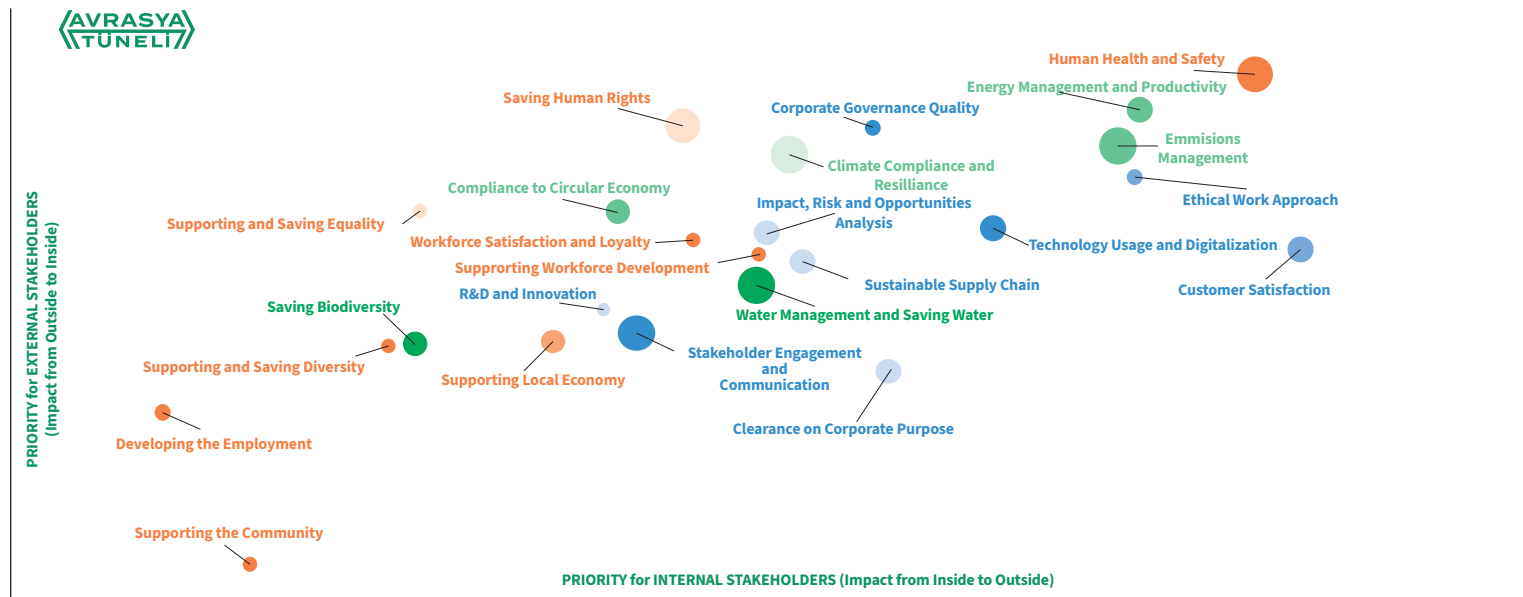 AVRASYA
TÜNELİ
Human Health and Safety
Energy Management and Productivity
Saving Human Rights
Corporate Governance Quality
Emmisions
Management
Climate Compliance and
Resilliance
Compliance to Circular Economy
Ethical Work Approach
Impact, Risk and Opportunities
Analysis
Supporting and Saving Equality
Workforce Satisfaction and Loyalty
Technology Usage and Digitalization
Supprorting Workforce Development
Sustainable Supply Chain
Customer Satisfaction
R&D and Innovation
Saving Biodiversity
Water Management and Saving Water
Stakeholder Engagement
and
Communication
Supporting and Saving Diversity
Supporting Local Economy
Clearance on Corporate Purpose
Developing the Employment
Supporting the Community
PRIORITY for EXTERNAL STAKEHOLDERS
(Impact from Outside to Inside)
PRIORITY for INTERNAL STAKEHOLDERS (Impact from Inside to Outside)